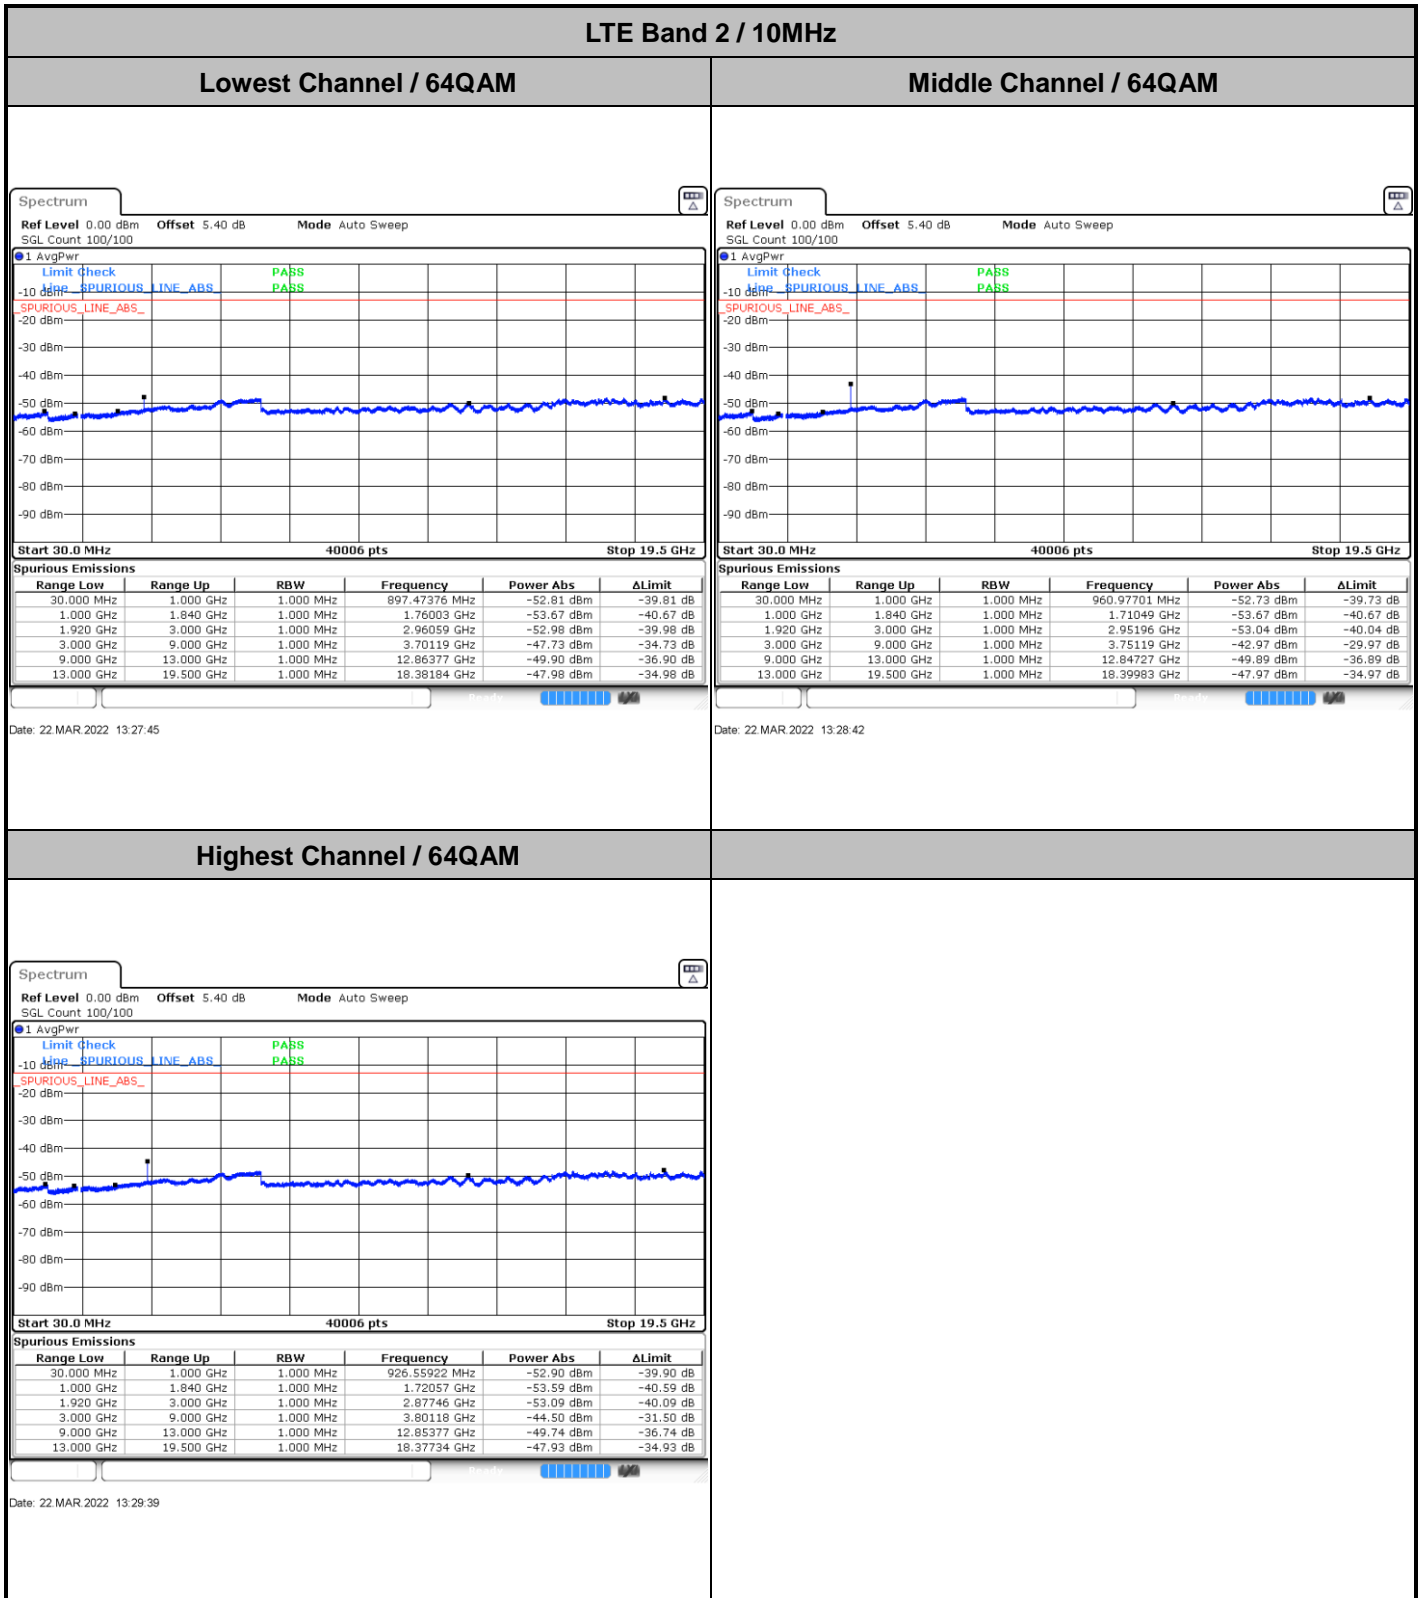 LTE Band 2 / 10MHz
Lowest Channel / 64QAM
Middle Channel / 64QAM
Spectrum
Ref Level 0.00 dBm Offset 5.40 dB Mode Auto Sweep
SGL Count 100/100
1 AvgPwr
Limit Check PASS
Line _SPURIOUS_LINE_ABS_ PASS
-10 dBm
_SPURIOUS_LINE_ABS_
-20 dBm
-30 dBm
-40 dBm
-50 dBm
-60 dBm
-70 dBm
-80 dBm
-90 dBm
Start 30.0 MHz 40006 pts Stop 19.5 GHz
Spurious Emissions
Range Low Range Up RBW Frequency Power Abs ΔLimit
30.000 MHz 1.000 GHz 1.000 MHz 897.47376 MHz -52.81 dBm -39.81 dB
1.000 GHz 1.840 GHz 1.000 MHz 1.76003 GHz -53.67 dBm -40.67 dB
1.920 GHz 3.000 GHz 1.000 MHz 2.96059 GHz -52.98 dBm -39.98 dB
3.000 GHz 9.000 GHz 1.000 MHz 3.70119 GHz -47.73 dBm -34.73 dB
9.000 GHz 13.000 GHz 1.000 MHz 12.86377 GHz -49.90 dBm -36.90 dB
13.000 GHz 19.500 GHz 1.000 MHz 18.38184 GHz -47.98 dBm -34.98 dB
Ready
Date: 22.MAR.2022 13:27:45
Spectrum
Ref Level 0.00 dBm Offset 5.40 dB Mode Auto Sweep
SGL Count 100/100
1 AvgPwr
Limit Check PASS
Line _SPURIOUS_LINE_ABS_ PASS
-10 dBm
_SPURIOUS_LINE_ABS_
-20 dBm
-30 dBm
-40 dBm
-50 dBm
-60 dBm
-70 dBm
-80 dBm
-90 dBm
Start 30.0 MHz 40006 pts Stop 19.5 GHz
Spurious Emissions
Range Low Range Up RBW Frequency Power Abs ΔLimit
30.000 MHz 1.000 GHz 1.000 MHz 960.97701 MHz -52.73 dBm -39.73 dB
1.000 GHz 1.840 GHz 1.000 MHz 1.71049 GHz -53.67 dBm -40.67 dB
1.920 GHz 3.000 GHz 1.000 MHz 2.95196 GHz -53.04 dBm -40.04 dB
3.000 GHz 9.000 GHz 1.000 MHz 3.75119 GHz -42.97 dBm -29.97 dB
9.000 GHz 13.000 GHz 1.000 MHz 12.84727 GHz -49.89 dBm -36.89 dB
13.000 GHz 19.500 GHz 1.000 MHz 18.39983 GHz -47.97 dBm -34.97 dB
Ready
Date: 22.MAR.2022 13:28:42
Highest Channel / 64QAM
Spectrum
Ref Level 0.00 dBm Offset 5.40 dB Mode Auto Sweep
SGL Count 100/100
1 AvgPwr
Limit Check PASS
Line _SPURIOUS_LINE_ABS_ PASS
-10 dBm
_SPURIOUS_LINE_ABS_
-20 dBm
-30 dBm
-40 dBm
-50 dBm
-60 dBm
-70 dBm
-80 dBm
-90 dBm
Start 30.0 MHz 40006 pts Stop 19.5 GHz
Spurious Emissions
Range Low Range Up RBW Frequency Power Abs ΔLimit
30.000 MHz 1.000 GHz 1.000 MHz 926.55922 MHz -52.90 dBm -39.90 dB
1.000 GHz 1.840 GHz 1.000 MHz 1.72057 GHz -53.59 dBm -40.59 dB
1.920 GHz 3.000 GHz 1.000 MHz 2.87746 GHz -53.09 dBm -40.09 dB
3.000 GHz 9.000 GHz 1.000 MHz 3.80118 GHz -44.50 dBm -31.50 dB
9.000 GHz 13.000 GHz 1.000 MHz 12.85377 GHz -49.74 dBm -36.74 dB
13.000 GHz 19.500 GHz 1.000 MHz 18.37734 GHz -47.93 dBm -34.93 dB
Ready
Date: 22.MAR.2022 13:29:39